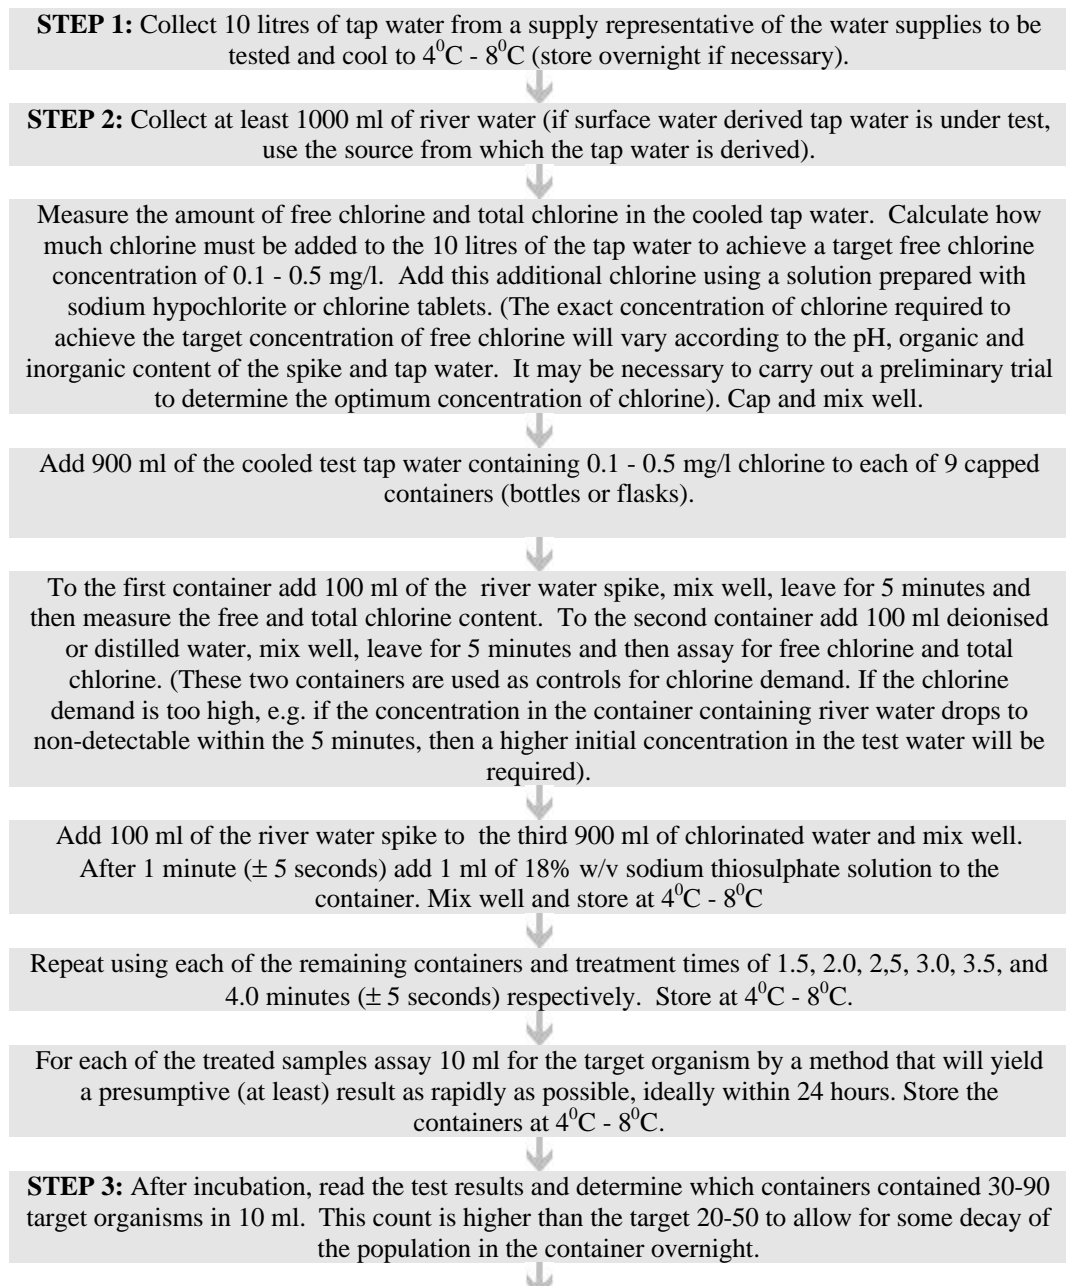 STEP 1: Collect 10 litres of tap water from a supply representative of the water supplies to be
tested and cool to 4⁰C - 8⁰C (store overnight if necessary).
STEP 2: Collect at least 1000 ml of river water (if surface water derived tap water is under test,
use the source from which the tap water is derived).
Measure the amount of free chlorine and total chlorine in the cooled tap water. Calculate how
much chlorine must be added to the 10 litres of the tap water to achieve a target free chlorine
concentration of 0.1 - 0.5 mg/l. Add this additional chlorine using a solution prepared with
sodium hypochlorite or chlorine tablets. (The exact concentration of chlorine required to
achieve the target concentration of free chlorine will vary according to the pH, organic and
inorganic content of the spike and tap water. It may be necessary to carry out a preliminary trial
to determine the optimum concentration of chlorine). Cap and mix well.
Add 900 ml of the cooled test tap water containing 0.1 - 0.5 mg/l chlorine to each of 9 capped
containers (bottles or flasks).
To the first container add 100 ml of the river water spike, mix well, leave for 5 minutes and
then measure the free and total chlorine content. To the second container add 100 ml deionised
or distilled water, mix well, leave for 5 minutes and then assay for free chlorine and total
chlorine. (These two containers are used as controls for chlorine demand. If the chlorine
demand is too high, e.g. if the concentration in the container containing river water drops to
non-detectable within the 5 minutes, then a higher initial concentration in the test water will be
required).
Add 100 ml of the river water spike to the third 900 ml of chlorinated water and mix well.
After 1 minute (± 5 seconds) add 1 ml of 18% w/v sodium thiosulphate solution to the
container. Mix well and store at 4⁰C - 8⁰C
Repeat using each of the remaining containers and treatment times of 1.5, 2.0, 2,5, 3.0, 3.5, and
4.0 minutes (± 5 seconds) respectively. Store at 4⁰C - 8⁰C.
For each of the treated samples assay 10 ml for the target organism by a method that will yield
a presumptive (at least) result as rapidly as possible, ideally within 24 hours. Store the
containers at 4⁰C - 8⁰C.
STEP 3: After incubation, read the test results and determine which containers contained 30-90
target organisms in 10 ml. This count is higher than the target 20-50 to allow for some decay of
the population in the container overnight.